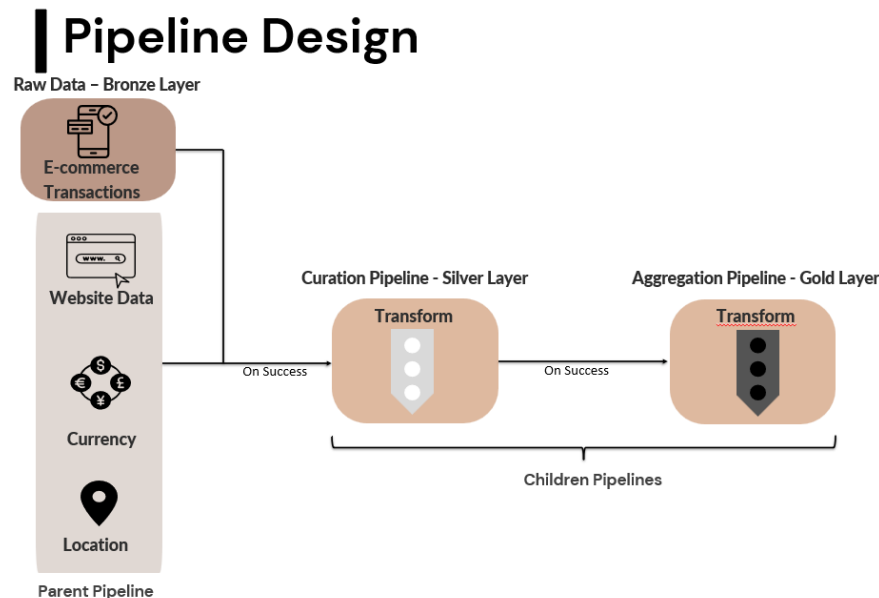 Pipeline Design
Raw Data – Bronze Layer
E-commerce
Transactions
www.
Website Data
$
€
£
¥
Currency
Location
Parent Pipeline
On Success
Curation Pipeline - Silver Layer
Transform
On Success
Aggregation Pipeline - Gold Layer
Transform
Children Pipelines